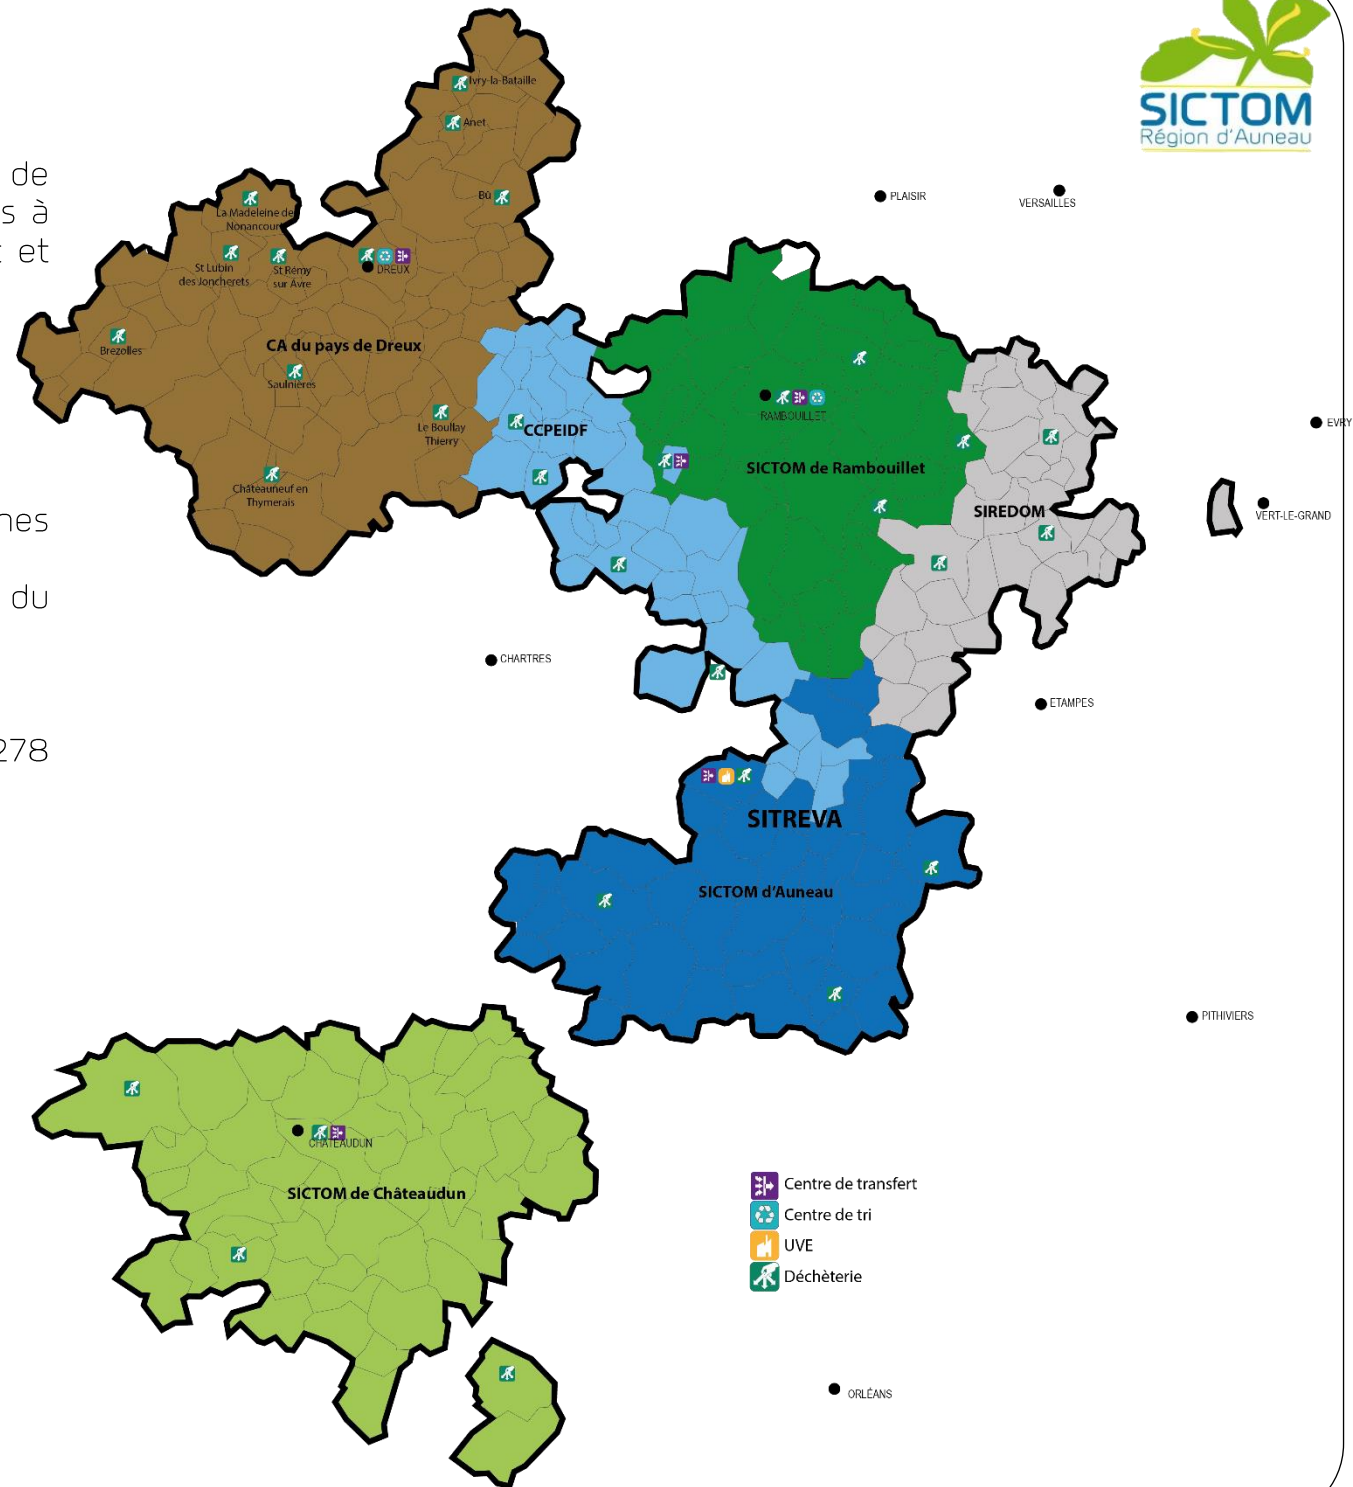 SICTOM
Région d'Auneau
de
s à
t et
nes
du
278
Ivry-la-Bataille
Anet
Bû
La Madeleine de
Nonancourt
St Lubin
des Joncherets
St Rémy
sur Avre
DREUX
Brezolles
CA du pays de Dreux
Saulnières
Le Boullay
Thierry
Châteauneuf en
Thymerais
PLAISIR
VERSAILLES
CCPEIDF
RAMBOUILLET
SICTOM de Rambouillet
SIREDOM
EVRY
VERT-LE-GRAND
CHARTRES
ETAMPES
SITREVA
SICTOM d'Auneau
PITHIVIERS
CHATEAUDUN
SICTOM de Châteaudun
Centre de transfert
Centre de tri
UVE
Déchèterie
ORLÉANS